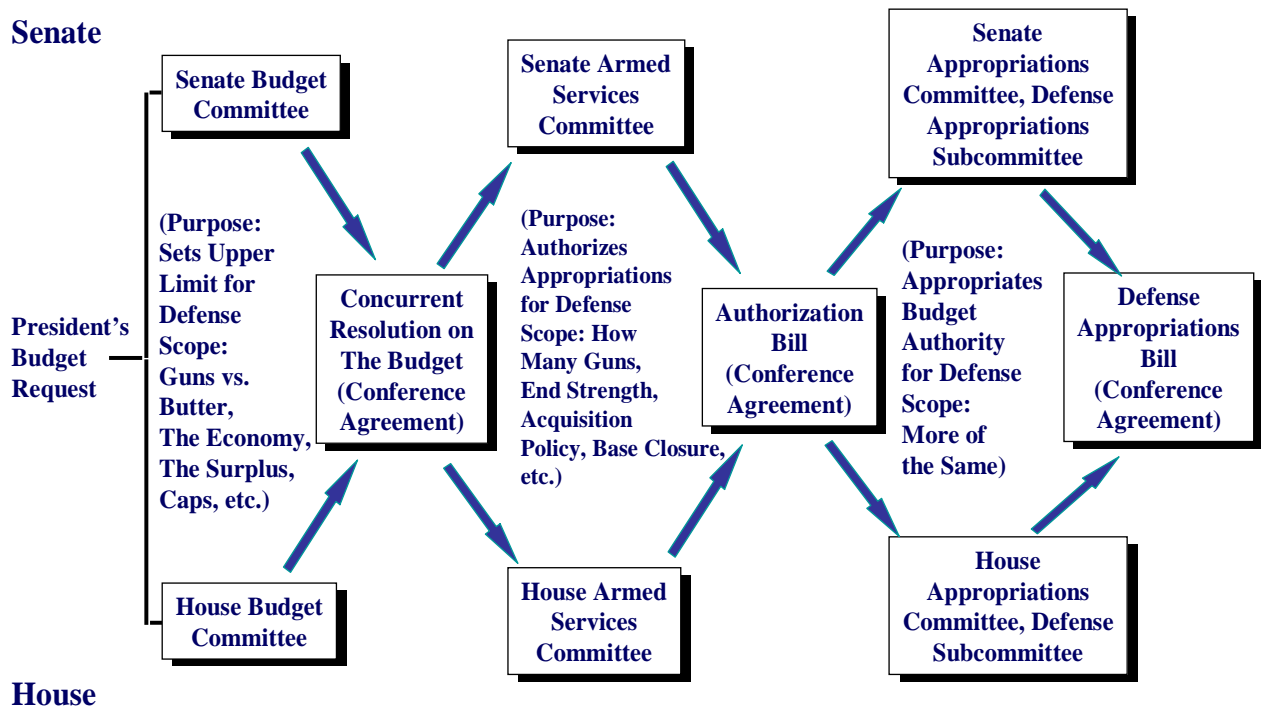 Senate
President's
Budget
Request
Senate Budget
Committee
(Purpose:
Sets Upper
Limit for
Defense
Scope:
Guns vs.
Butter,
The Economy,
The Surplus,
Caps, etc.)
House Budget
Committee
Concurrent
Resolution on
The Budget
(Conference
Agreement)
Senate Armed
Services
Committee
(Purpose:
Authorizes
Appropriations
for Defense
Scope: How
Many Guns,
End Strength,
Acquisition
Policy, Base Closure,
etc.)
House Armed
Services
Committee
Authorization
Bill
(Conference
Agreement)
Senate
Appropriations
Committee, Defense
Appropriations
Subcommittee
(Purpose:
Appropriates
Budget
Authority
for Defense
Scope:
More of
the Same)
House
Appropriations
Committee, Defense
Subcommittee
Defense
Appropriations
Bill
(Conference
Agreement)
House